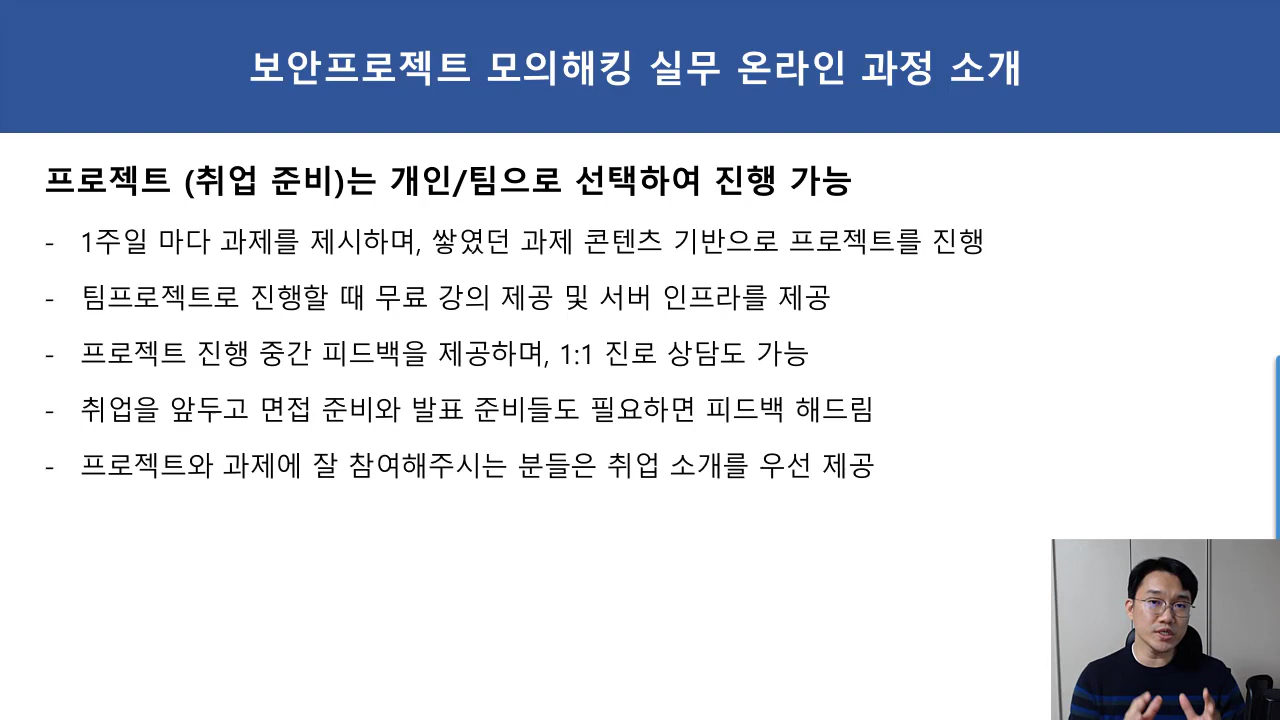 보안프로젝트 모의해킹 실무 온라인 과정 소개
프로젝트 (취업 준비)는 개인/팀으로 선택하여 진행 가능
- 1주일 마다 과제를 제시하며, 쌓였던 과제 콘텐츠 기반으로 프로젝트를 진행
- 팀프로젝트로 진행할 때 무료 강의 제공 및 서버 인프라를 제공
- 프로젝트 진행 중간 피드백을 제공하며, 1:1 진로 상담도 가능
- 취업을 앞두고 면접 준비와 발표 준비들도 필요하면 피드백 해드림
- 프로젝트와 과제에 잘 참여해주시는 분들은 취업 소개를 우선 제공